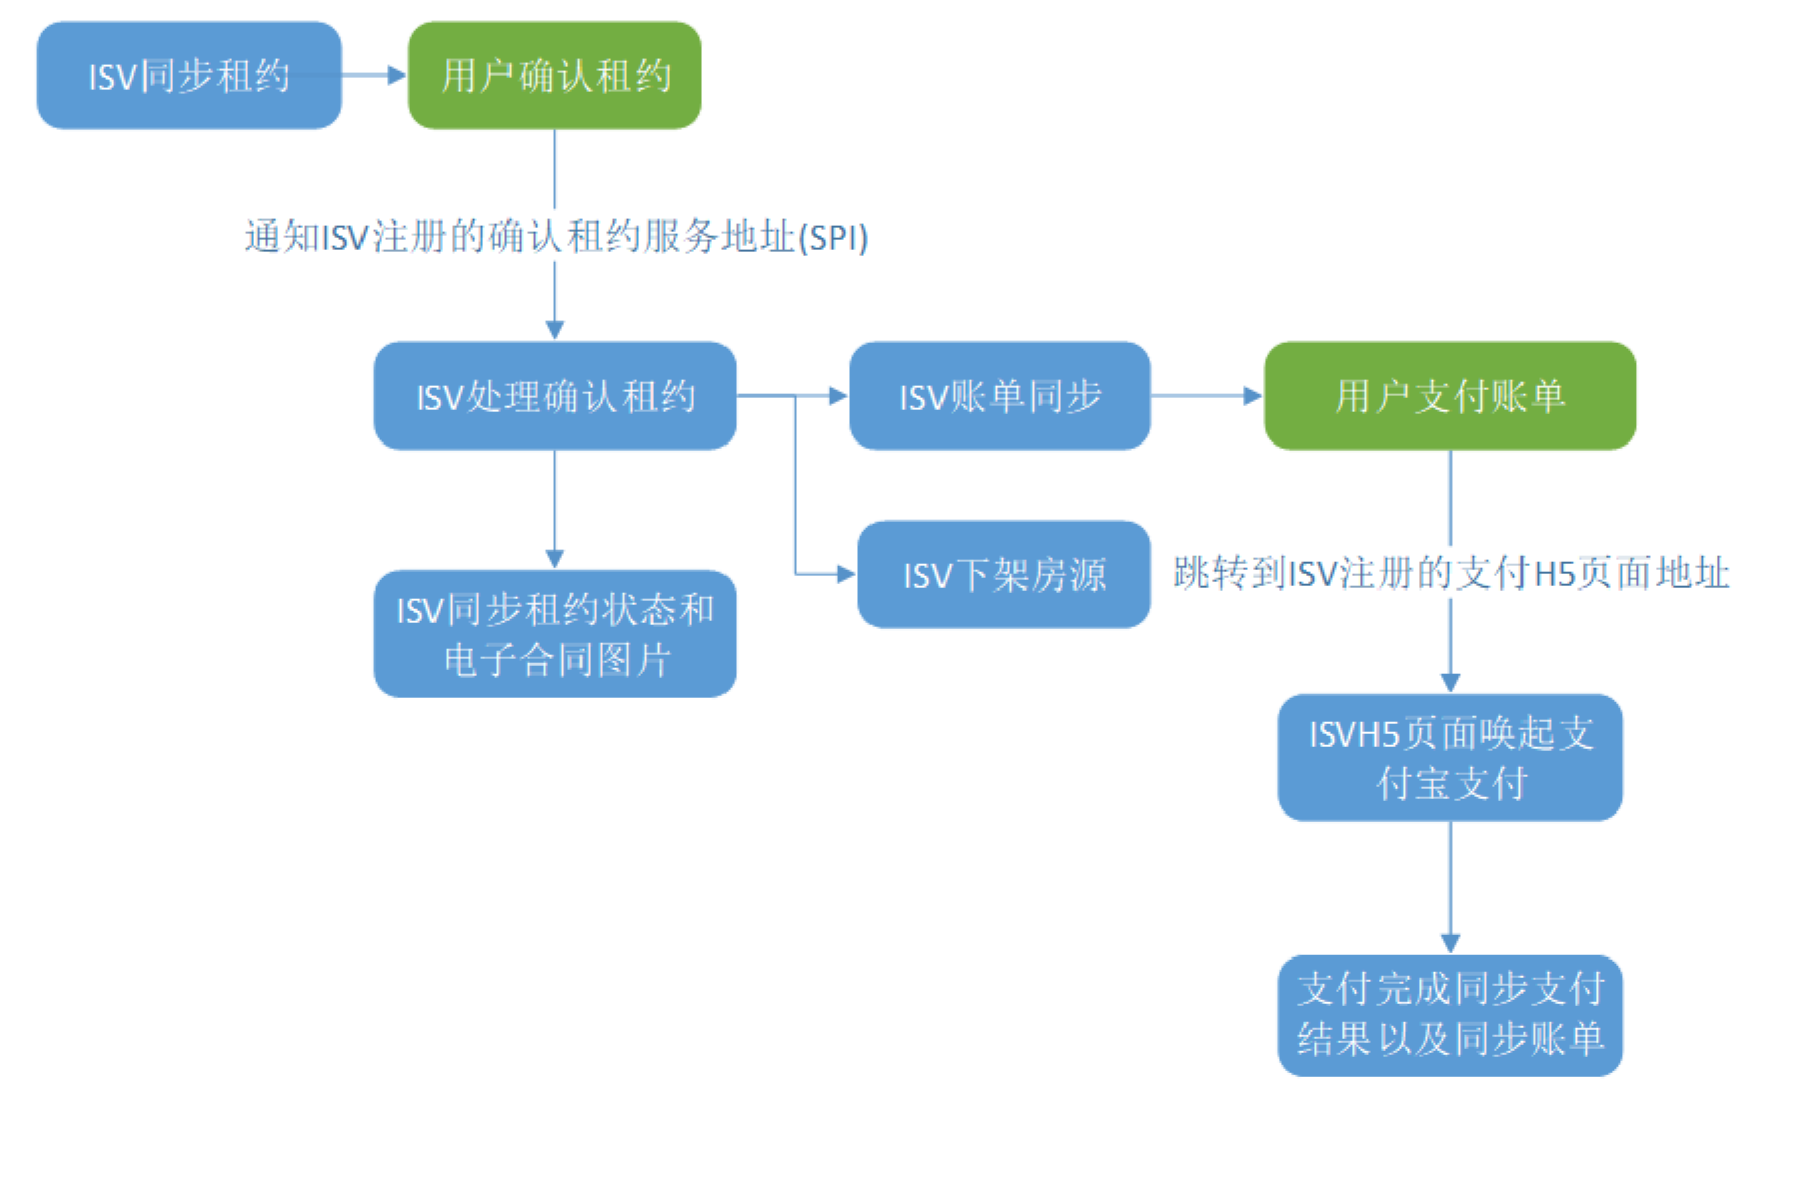 ISV同步租约
用户确认租约
通知ISV注册的确认租约服务地址(SPI)
ISV处理确认租约
ISV账单同步
用户支付账单
ISV下架房源
跳转到ISV注册的支付H5页面地址
ISV同步租约状态和
电子合同图片
ISVH5页面唤起支
付宝支付
支付完成同步支付
结果以及同步账单